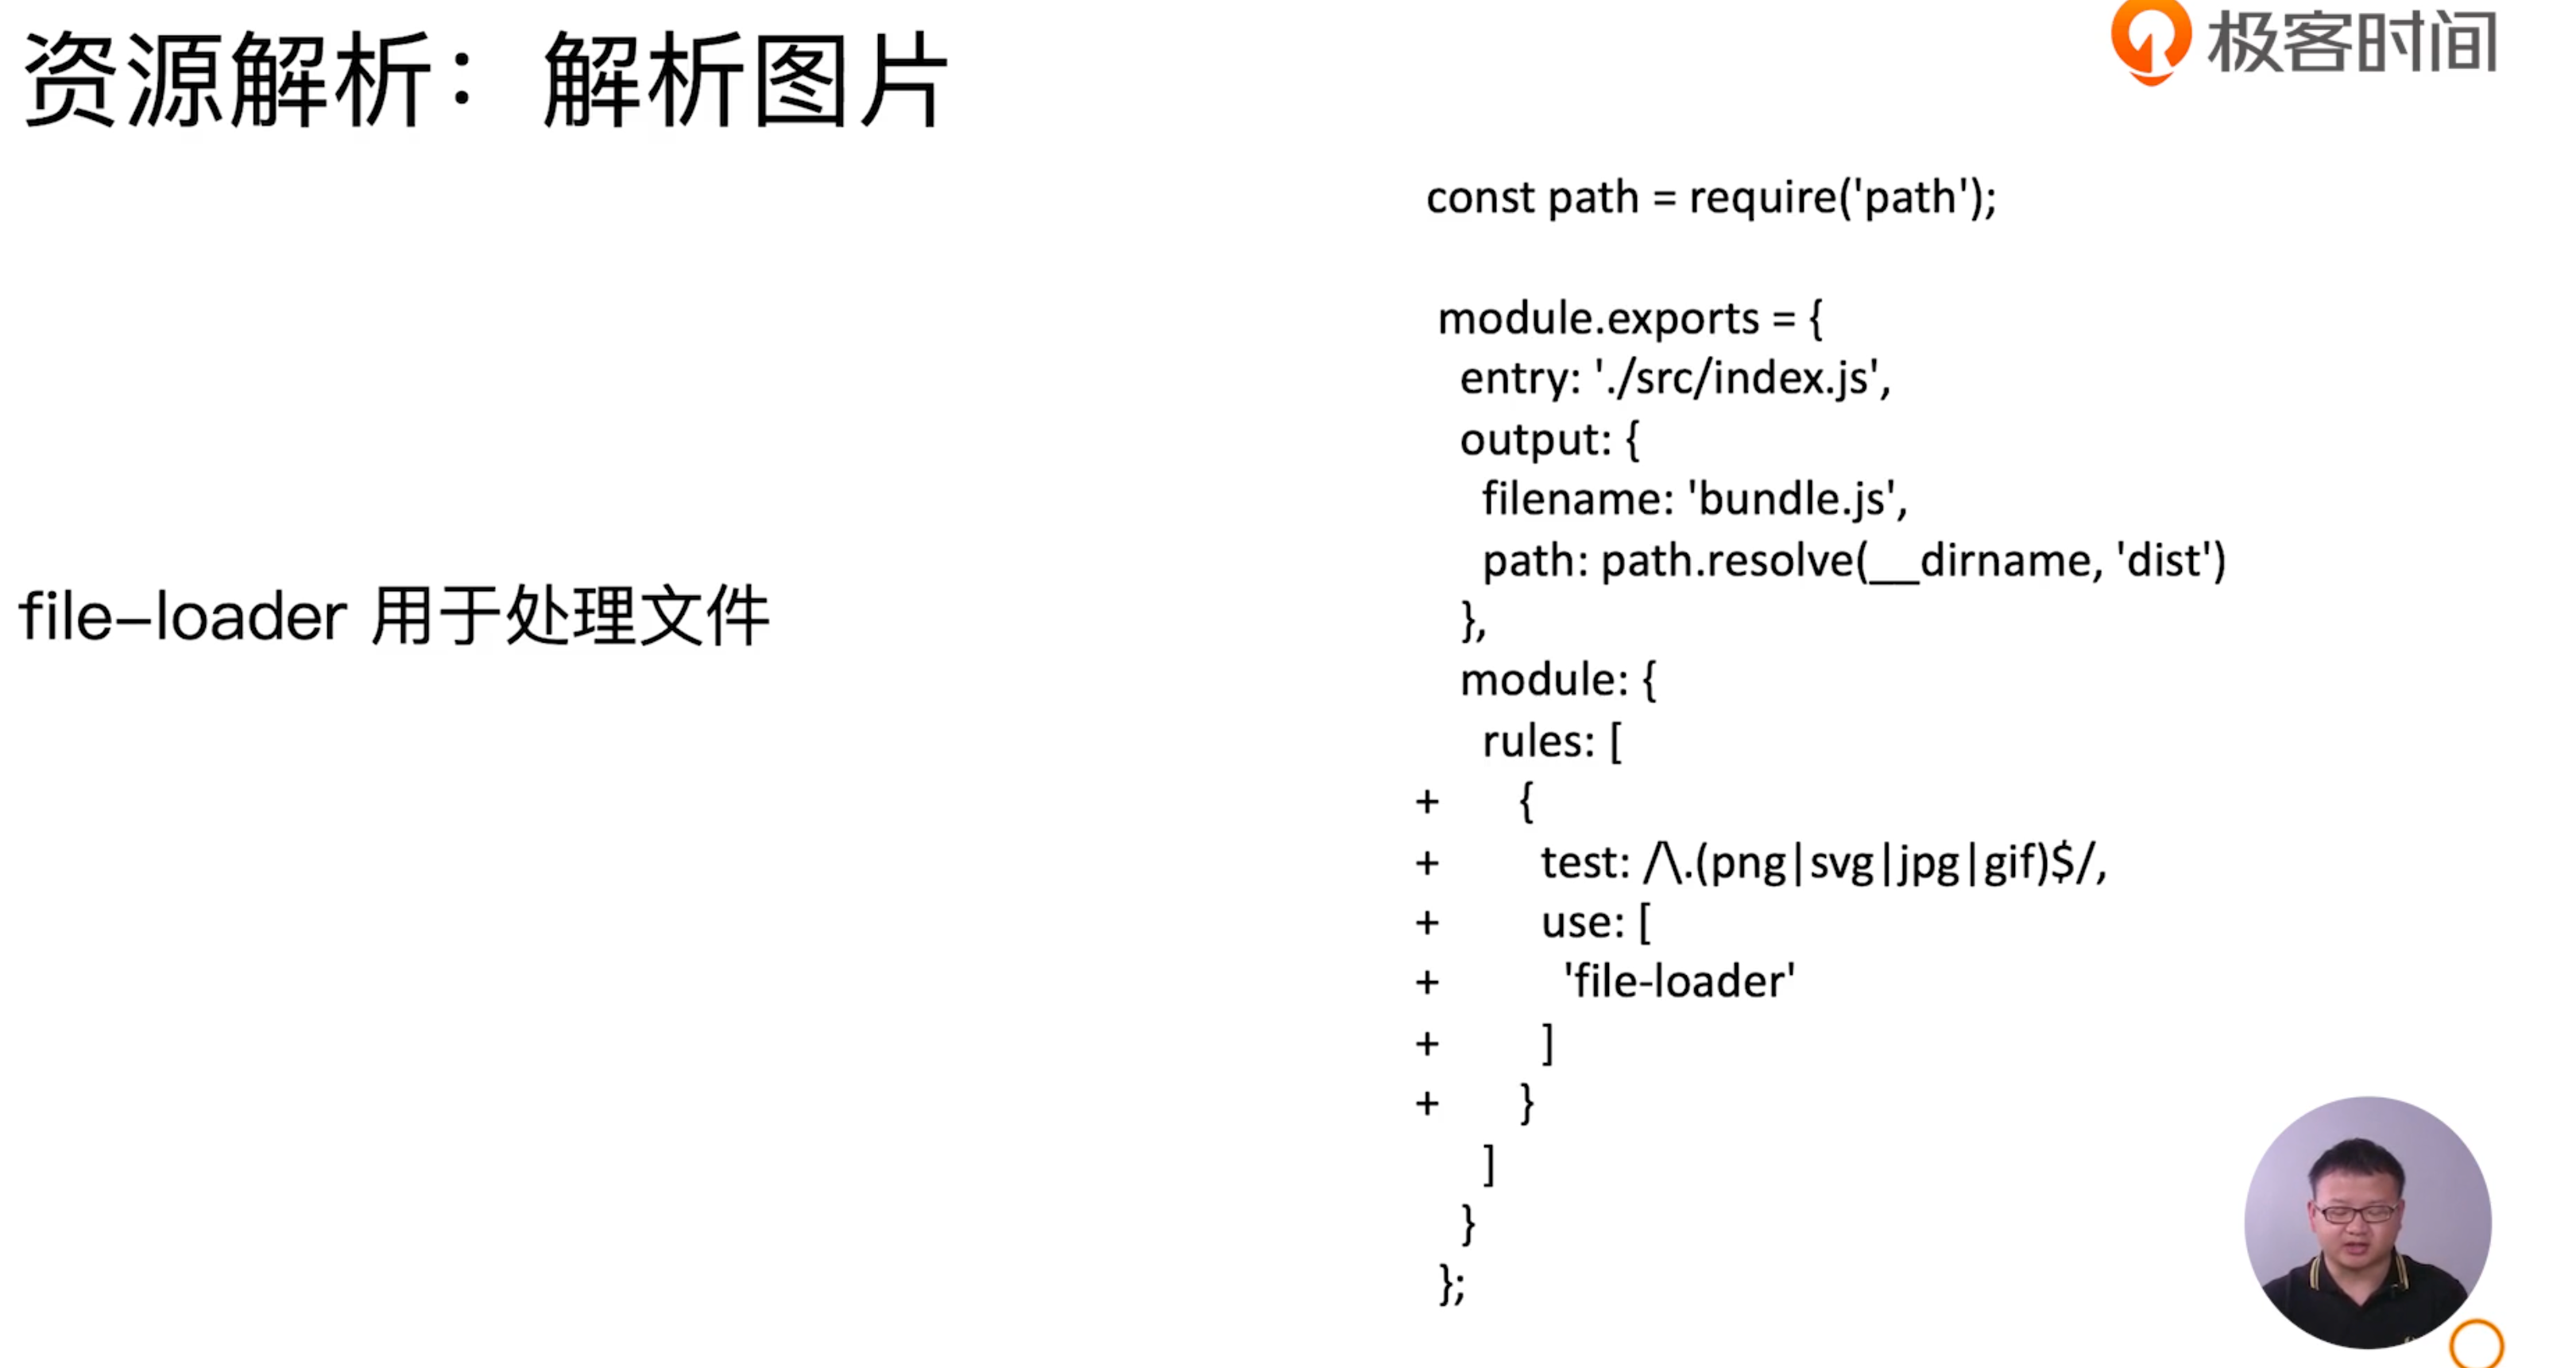 资源解析：解析图片
极客时间
file-loader 用于处理文件
const path = require('path');
module.exports = {
entry: './src/index.js',
output: {
filename: 'bundle.js',
path: path.resolve(__dirname, 'dist')
},
module: {
rules: [
+ {
+ test: /\.(png|svg|jpg|gif)$/,
+ use: [
+ 'file-loader'
+ ]
+ }
]
}
};